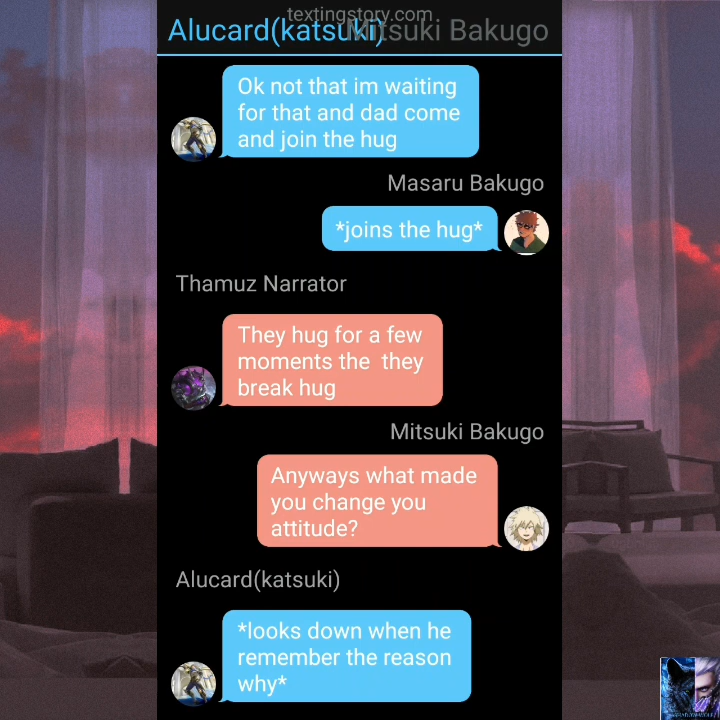 textingstory.com
Alucard(katsuki)
Mitsuki Bakugo
Ok not that im waiting
for that and dad come
and join the hug
Masaru Bakugo
*joins the hug*
Thamuz Narrator
They hug for a few
moments the  they
break hug
Mitsuki Bakugo
Anyways what made
you change you
attitude?
Alucard(katsuki)
*looks down when he
remember the reason
why*